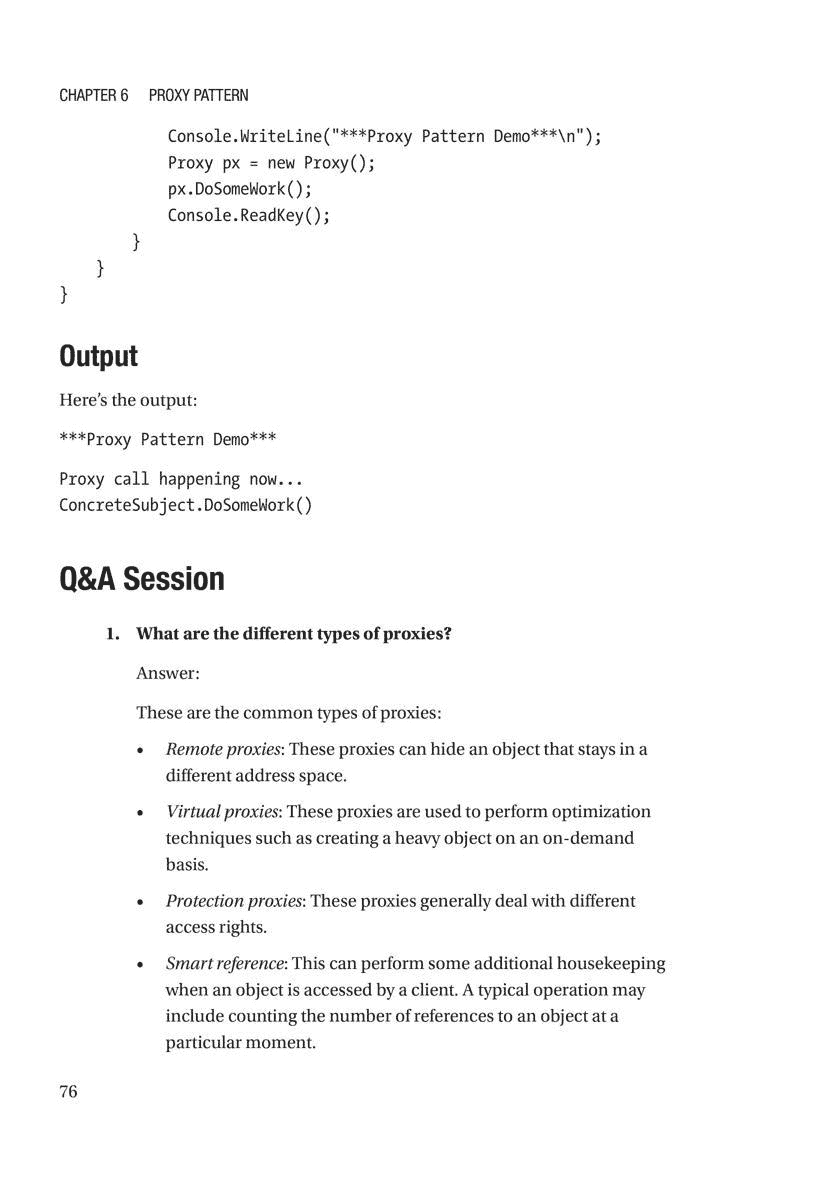 CHAPTER 6 PROXY PATTERN
Console.WriteLine("***Proxy Pattern Demo***\n");
Proxy px = new Proxy();
px.DoSomeWork();
Console.ReadKey();
}
}
}
Output
Here's the output:
***Proxy Pattern Demo***
Proxy call happening now...
ConcreteSubject.DoSomeWork()
Q&A Session
1. What are the different types of proxies?
Answer:
These are the common types of proxies:
• Remote proxies: These proxies can hide an object that stays in a
different address space.
• Virtual proxies: These proxies are used to perform optimization
techniques such as creating a heavy object on an on-demand
basis.
• Protection proxies: These proxies generally deal with different
access rights.
• Smart reference: This can perform some additional housekeeping
when an object is accessed by a client. A typical operation may
include counting the number of references to an object at a
particular moment.
76